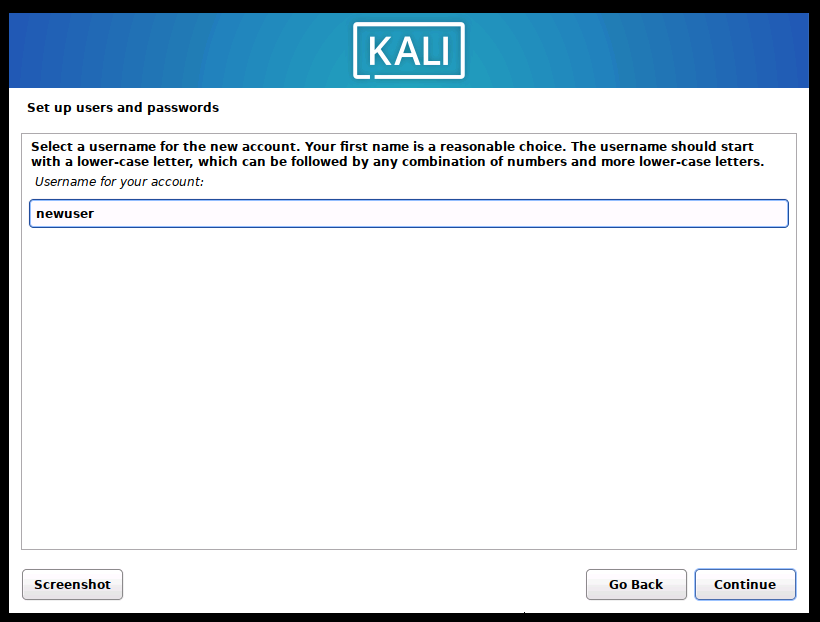 KALI
Set up users and passwords
Select a username for the new account. Your first name is a reasonable choice. The username should start
with a lower-case letter, which can be followed by any combination of numbers and more lower-case letters.
Username for your account:
newuser
Screenshot
Go Back
Continue